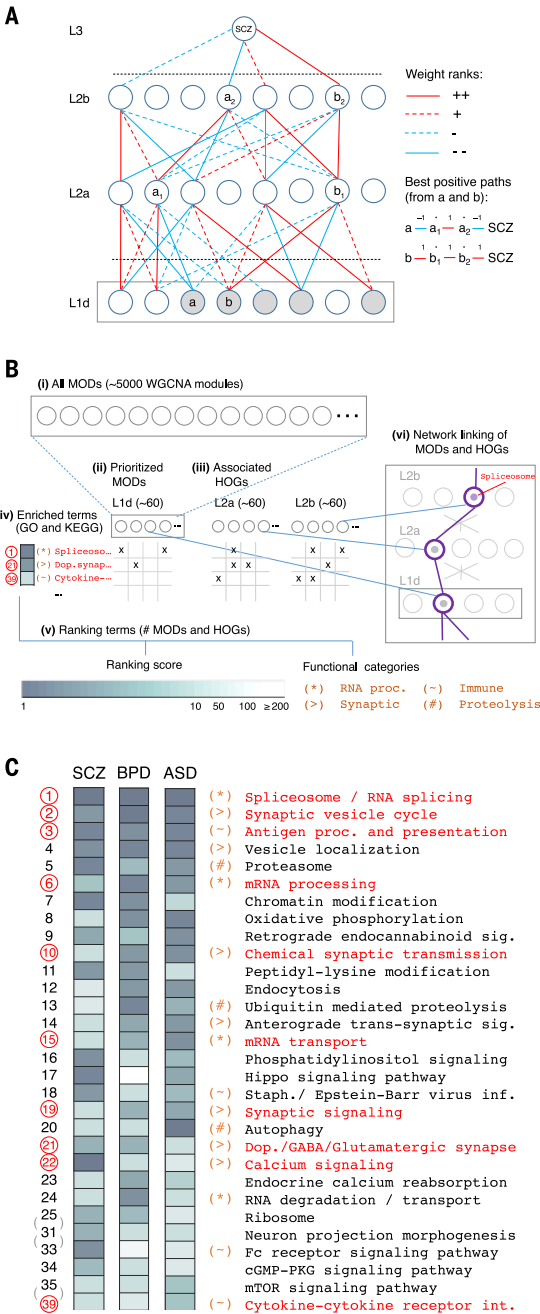 A
L3
SCZ
L2b
a2
b2
L2a
a1
b1
L1d
a
b
Weight ranks:
++
+
-
--
Best positive paths
(from a and b):
-1 · 1 · -1
a a1 a2 SCZ
1 · 1 · 1
b b1 b2 SCZ
B
(i) All MODs (~5000 WGCNA modules)
(ii) Prioritized
MODs
L1d (~60)
(iii) Associated
HOGs
L2a (~60) L2b (~60)
(iv) Enriched terms
(GO and KEGG)
1 (*) Spliceoso…
21 (>) Dop.synap…
39 (~) Cytokine-…
x x x x
x x x x
x x x
(v) Ranking terms (# MODs and HOGs)
Ranking score
1 10 50 100 ≥200
Functional categories
(*) RNA proc. (~) Immune
(>) Synaptic (#) Proteolysis
(vi) Network linking of
MODs and HOGs
L2b
Spliceosome
L2a
L1d
C
SCZ BPD ASD
1 (*) Spliceosome / RNA splicing
2 (>) Synaptic vesicle cycle
3 (~) Antigen proc. and presentation
4 (>) Vesicle localization
5 (#) Proteasome
6 (*) mRNA processing
7 Chromatin modification
8 Oxidative phosphorylation
9 Retrograde endocannabinoid sig.
10 (>) Chemical synaptic transmission
11 Peptidyl-lysine modification
12 Endocytosis
13 (#) Ubiquitin mediated proteolysis
14 (>) Anterograde trans-synaptic sig.
15 (*) mRNA transport
16 Phosphatidylinositol signaling
17 Hippo signaling pathway
18 (~) Staph./ Epstein-Barr virus inf.
19 (>) Synaptic signaling
20 (#) Autophagy
21 (>) Dop./GABA/Glutamatergic synapse
22 (>) Calcium signaling
23 Endocrine calcium reabsorption
24 (*) RNA degradation / transport
25 Ribosome
31 Neuron projection morphogenesis
33 (~) Fc receptor signaling pathway
34 cGMP-PKG signaling pathway
35 mTOR signaling pathway
39 (~) Cytokine-cytokine receptor int.